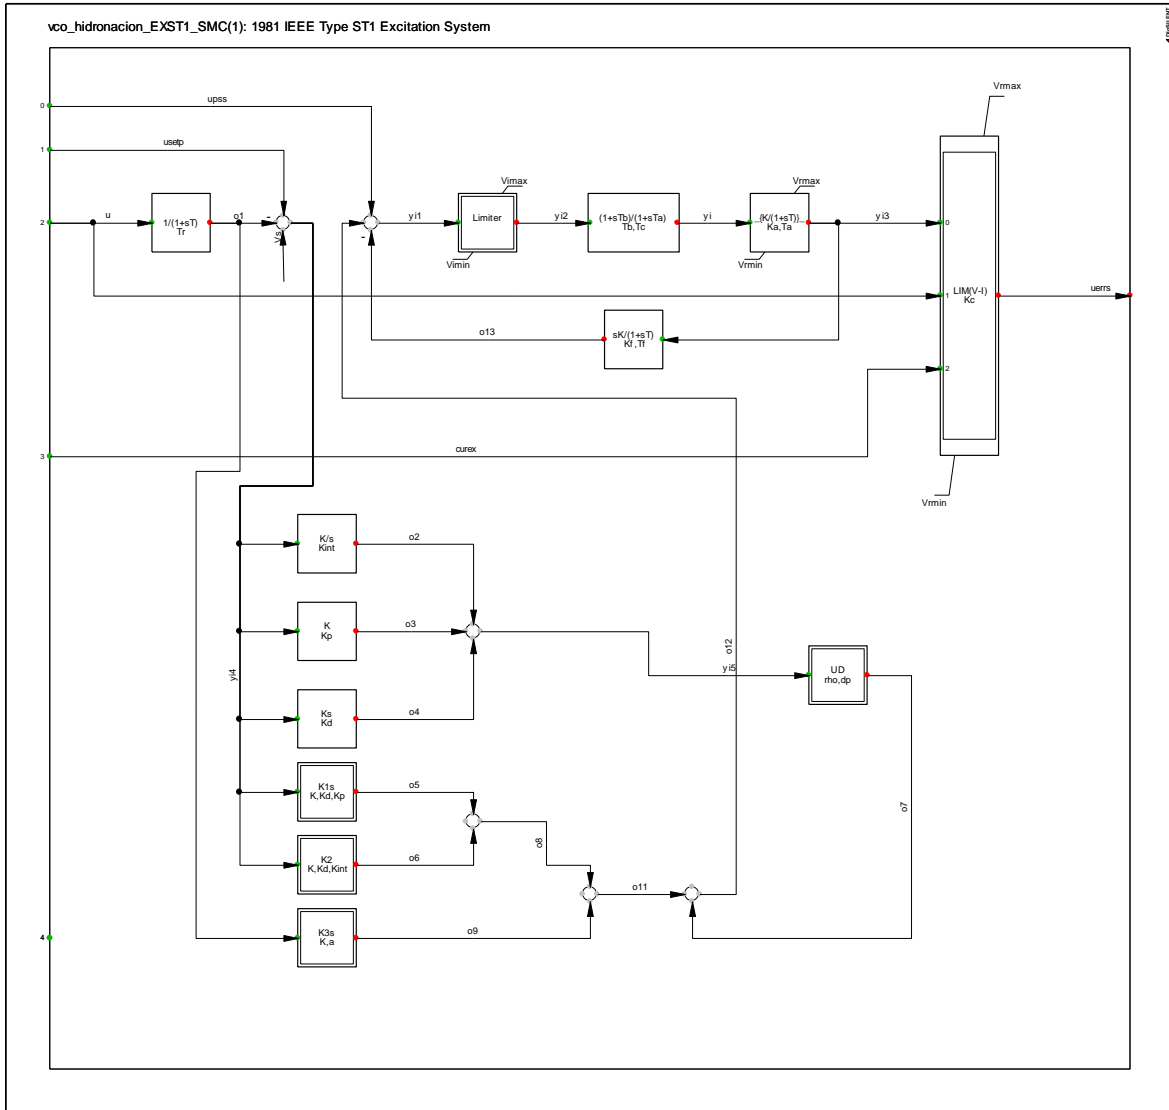 vco_hidronacion_EXST1_SMC(1): 1981 IEEE Type ST1 Excitation System
DIgSILENT
Vrmax
0
upss
1
usetp
Vimax
Vrmax
2
u
1/(1+sT)
Tr
o1
-
Vs
-
yi1
Limiter
yi2
(1+sTb)/(1+sTa)
Tb,Tc
yi
{K/(1+sT)}
Ka,Ta
yi3
0
Vimin
Vrmin
LIM(V-I)
Kc
1
uerrs
o13
sK/(1+sT)
Kf,Tf
2
3
curex
Vrmin
K/s
Kint
o2
K
Kp
o3
o12
yi4
yi5
UD
rho,dp
Ks
Kd
o4
K1s
K,Kd,Kp
o5
o7
o8
K2
K,Kd,Kint
o6
o11
4
K3s
K,a
o9